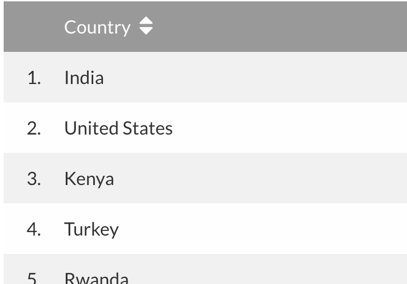 Country
1. India
2. United States
3. Kenya
4. Turkey
5. Rwanda